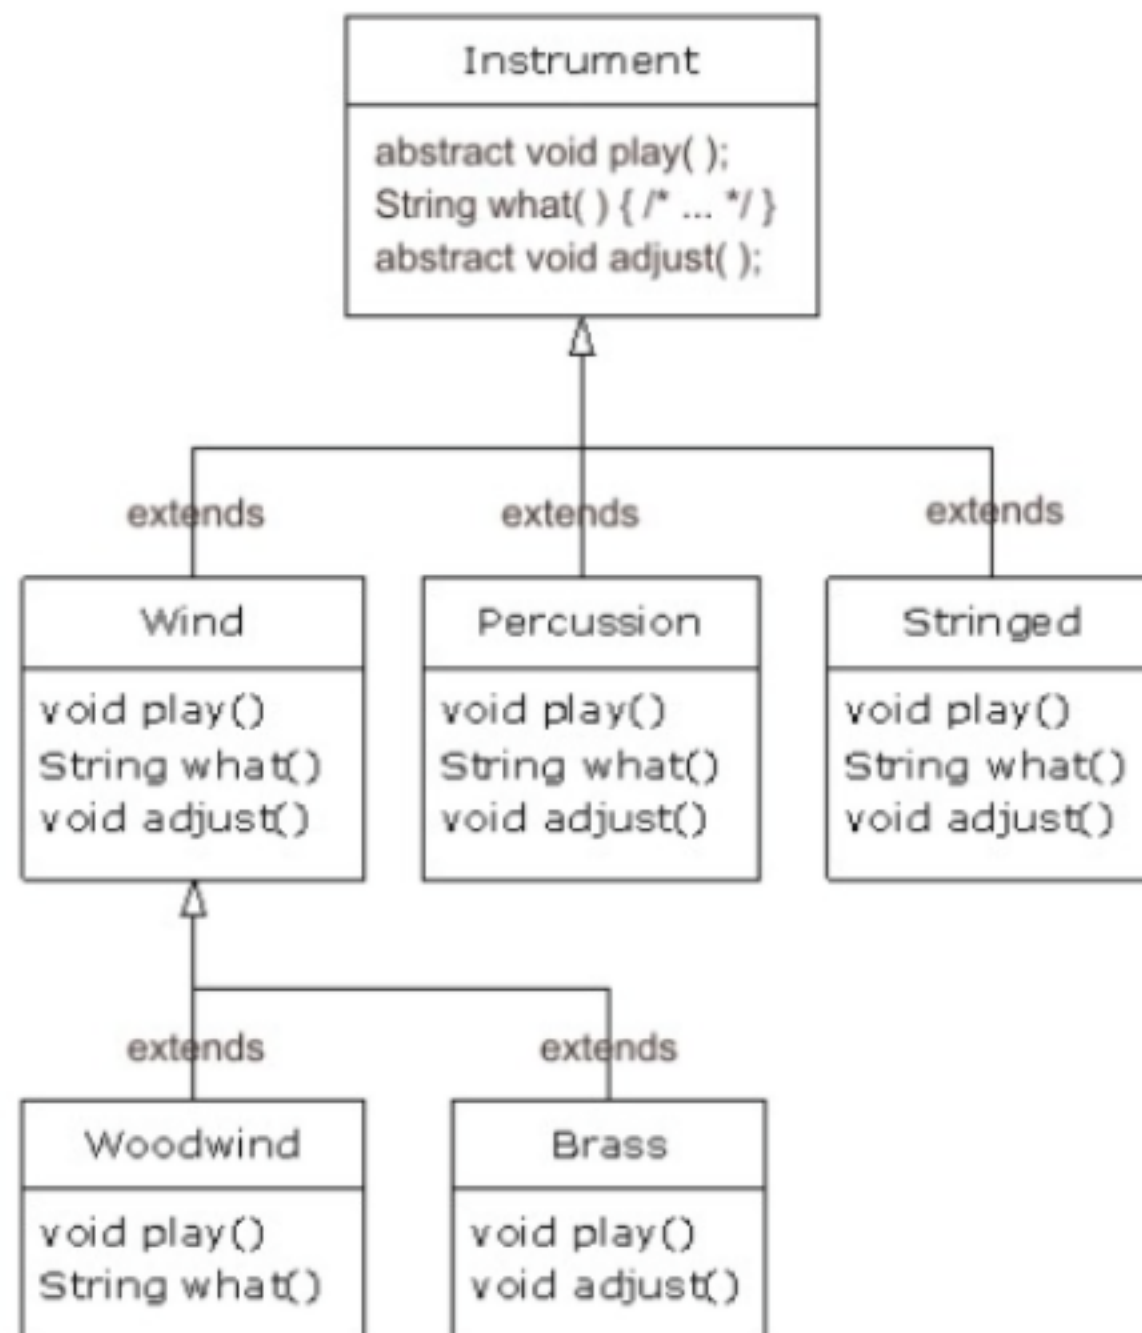 Instrument
abstract void play( );
String what( ) { /* ... */ }
abstract void adjust( );
extends
extends
extends
Wind
void play()
String what()
void adjust()
Percussion
void play()
String what()
void adjust()
Stringed
void play()
String what()
void adjust()
extends
extends
Woodwind
void play()
String what()
Brass
void play()
void adjust()